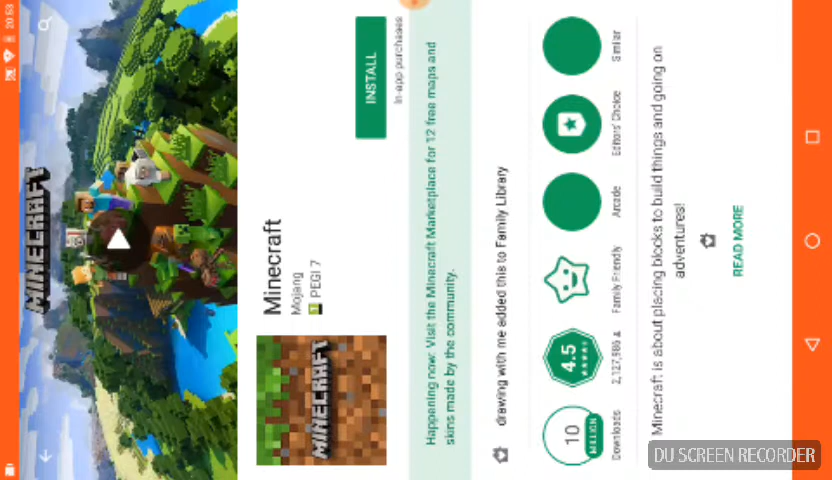 20:53
MINECRAFT
Minecraft
Mojang
PEGI 7
INSTALL
In-app purchases
MINECRAFT
Happening now: Visit the Minecraft Marketplace for 12 free maps and
skins made by the community.
drawing with me added this to Family Library
10
MILLION
Downloads
4.5
2,127,986
Family Friendly
Arcade
Editors' Choice
Similar
Minecraft is about placing blocks to build things and going on
adventures!
READ MORE
DU SCREEN RECORDER